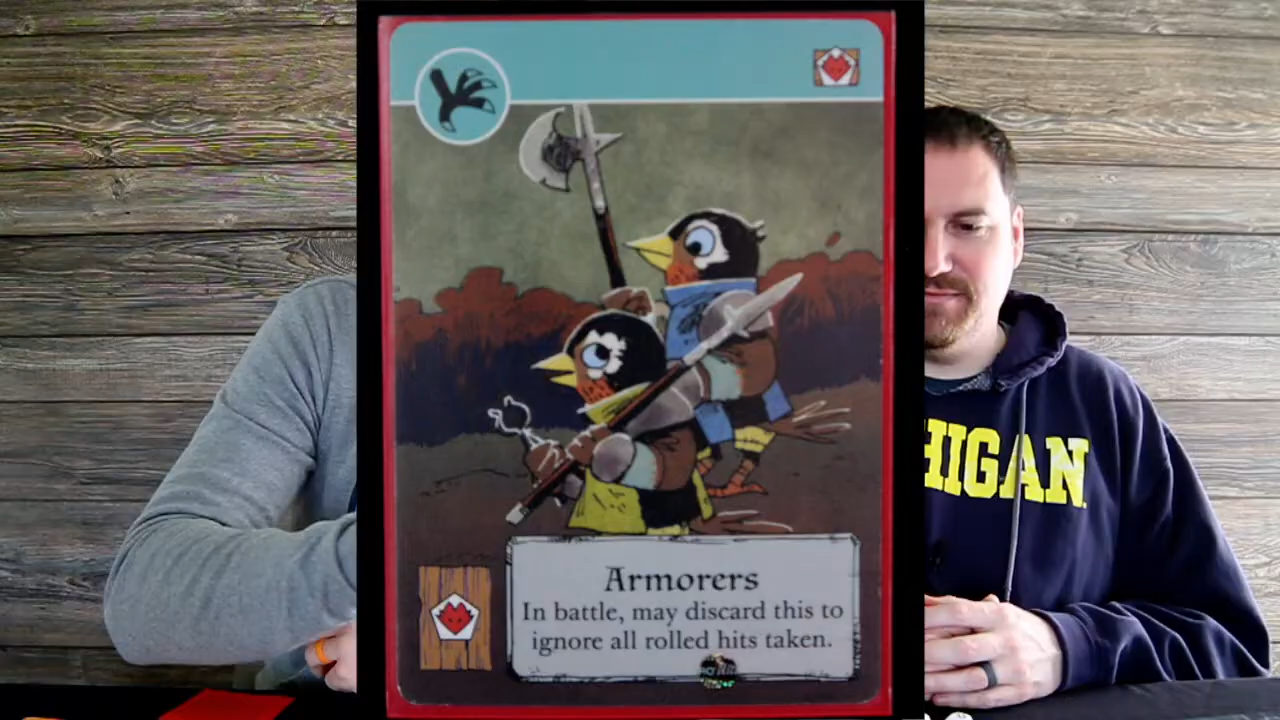 Armorers
In battle, may discard this to
ignore all rolled hits taken.
HIGAN